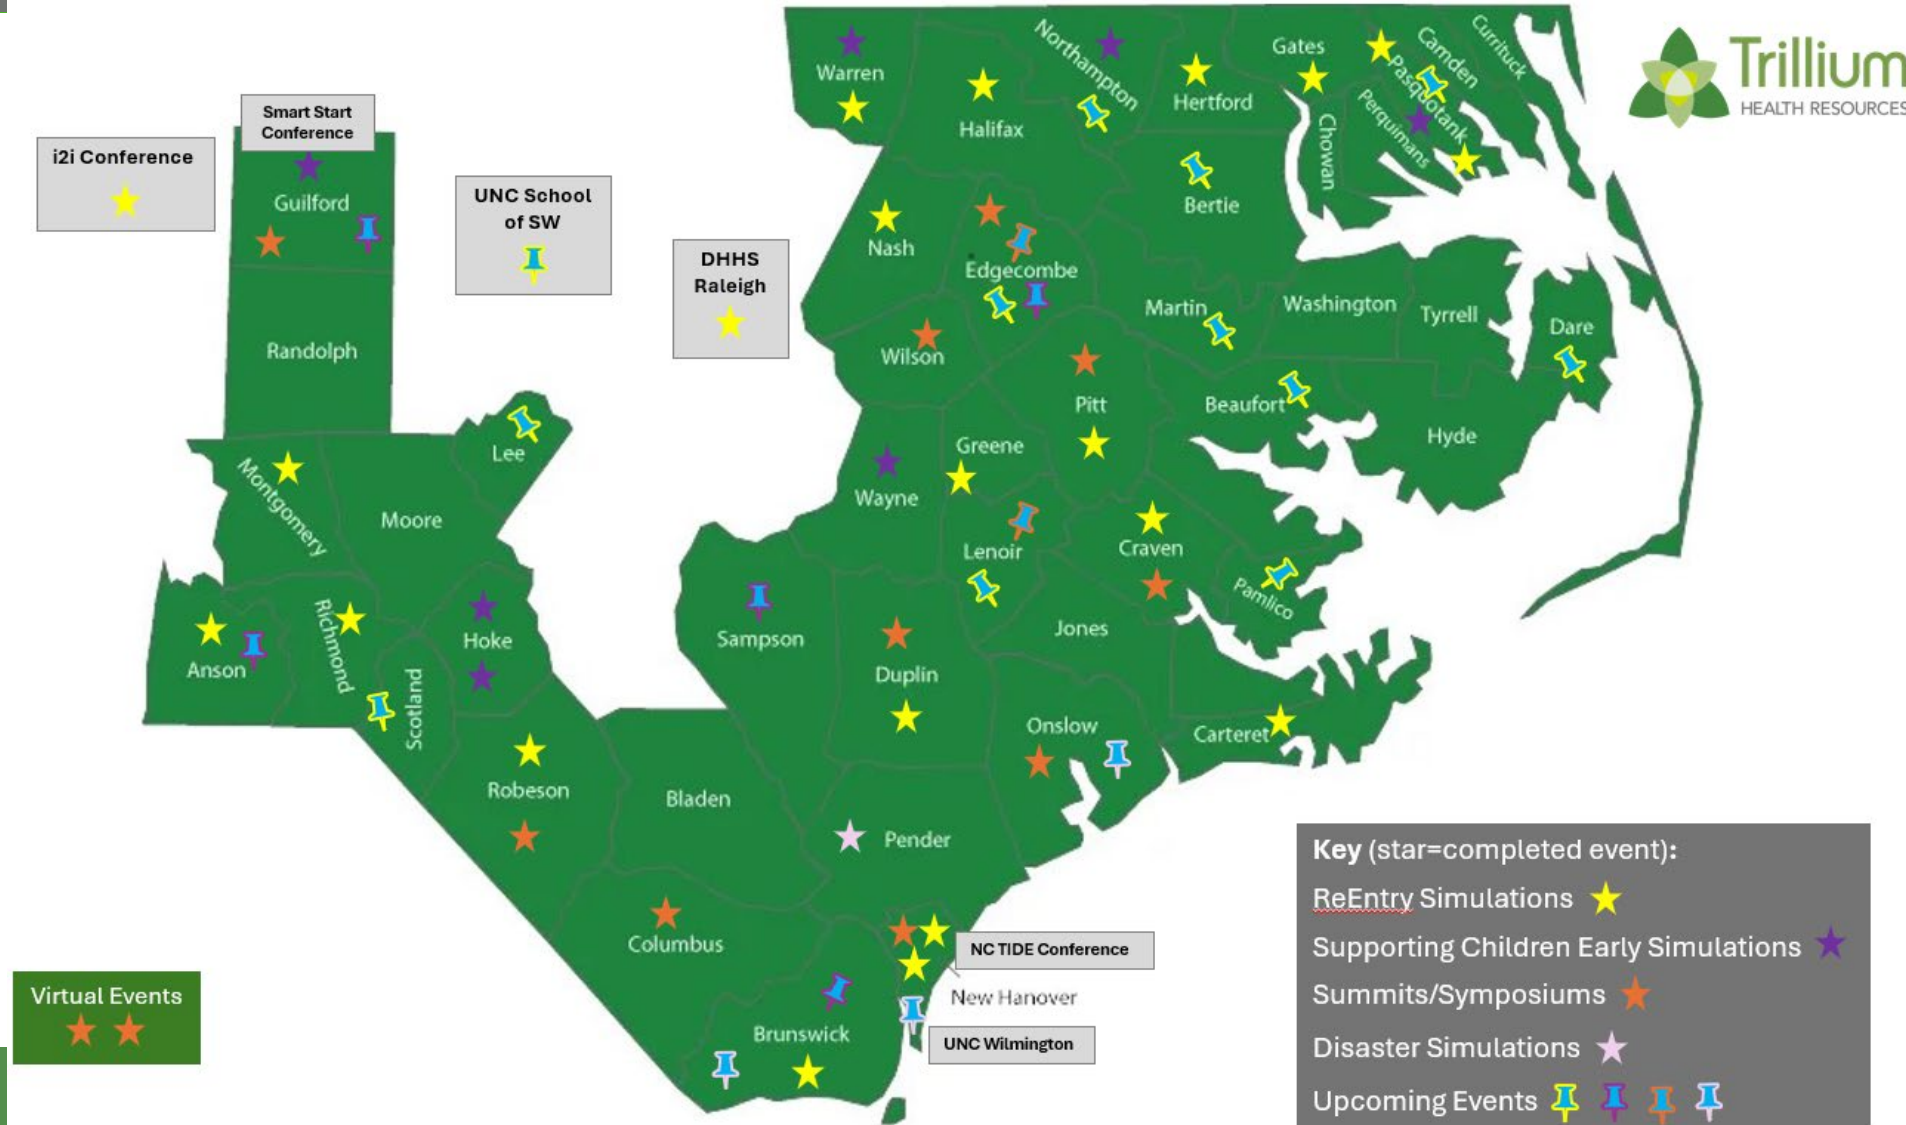 Trillium
HEALTH RESOURCES
Smart Start
Conference
i2i Conference
Guilford
UNC School
of SW
DHHS
Raleigh
Randolph
Lee
Montgomery
Moore
Anson
Richmond
Scotland
Hoke
Robeson
Bladen
Columbus
Brunswick
Warren
Halifax
Northampton
Hertford
Gates
Camden
Currituck
Pasquotank
Perquimans
Chowan
Bertie
Nash
Edgecombe
Martin
Washington
Tyrrell
Dare
Wilson
Pitt
Beaufort
Hyde
Greene
Wayne
Lenoir
Craven
Pamlico
Sampson
Duplin
Jones
Onslow
Carteret
Pender
NC TIDE Conference
New Hanover
UNC Wilmington
Virtual Events
Key (star=completed event):
ReEntry Simulations
Supporting Children Early Simulations
Summits/Symposiums
Disaster Simulations
Upcoming Events